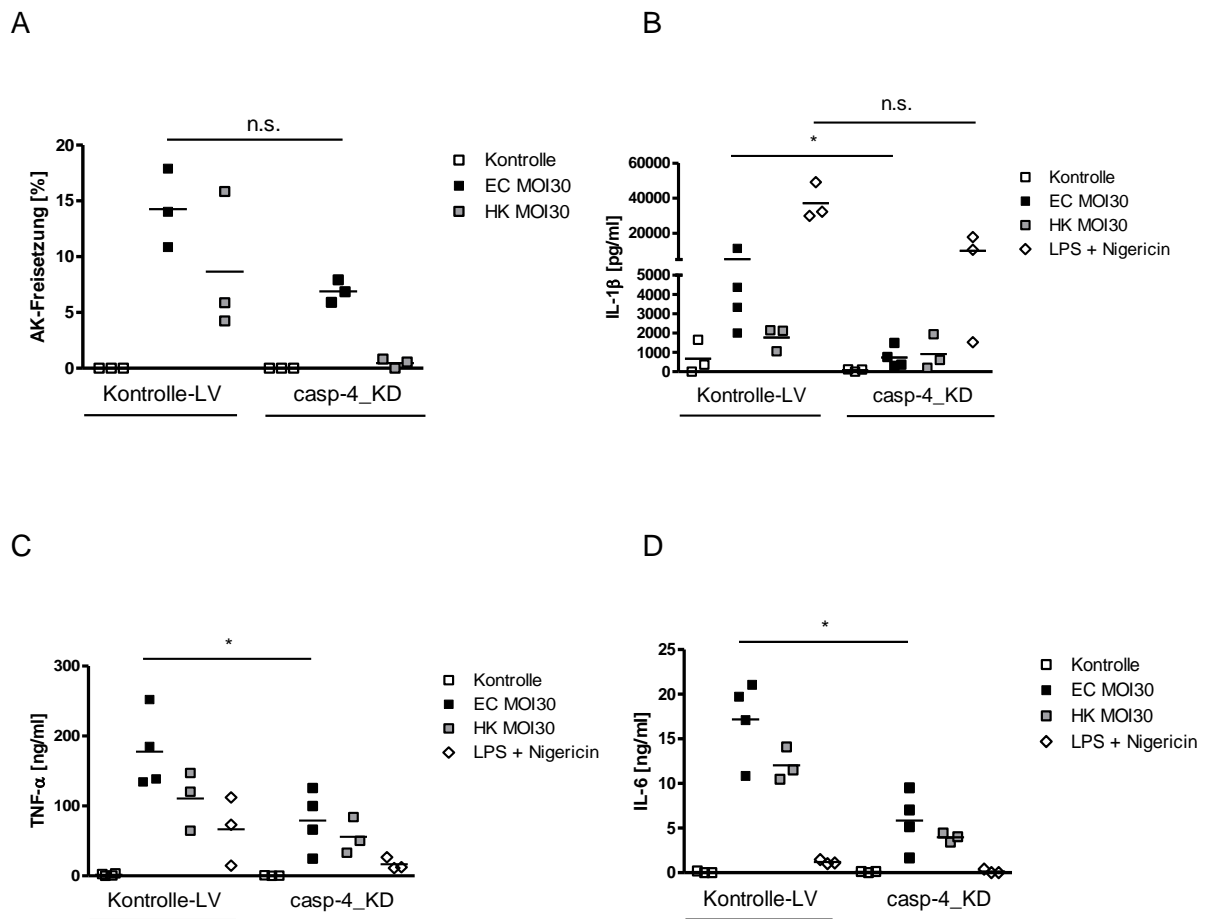 A
n.s.
AK-Freisetzung [%]
20
15
10
5
0
Kontrolle-LV
casp-4_KD
Kontrolle
EC MOI30
HK MOI30
B
n.s.
*
IL-1β [pg/ml]
60000
40000
20000
5000
4000
3000
2000
1000
0
Kontrolle-LV
casp-4_KD
Kontrolle
EC MOI30
HK MOI30
LPS + Nigericin
C
*
TNF-α [ng/ml]
300
200
100
0
Kontrolle-LV
casp-4_KD
Kontrolle
EC MOI30
HK MOI30
LPS + Nigericin
D
*
IL-6 [ng/ml]
25
20
15
10
5
0
Kontrolle-LV
casp-4_KD
Kontrolle
EC MOI30
HK MOI30
LPS + Nigericin